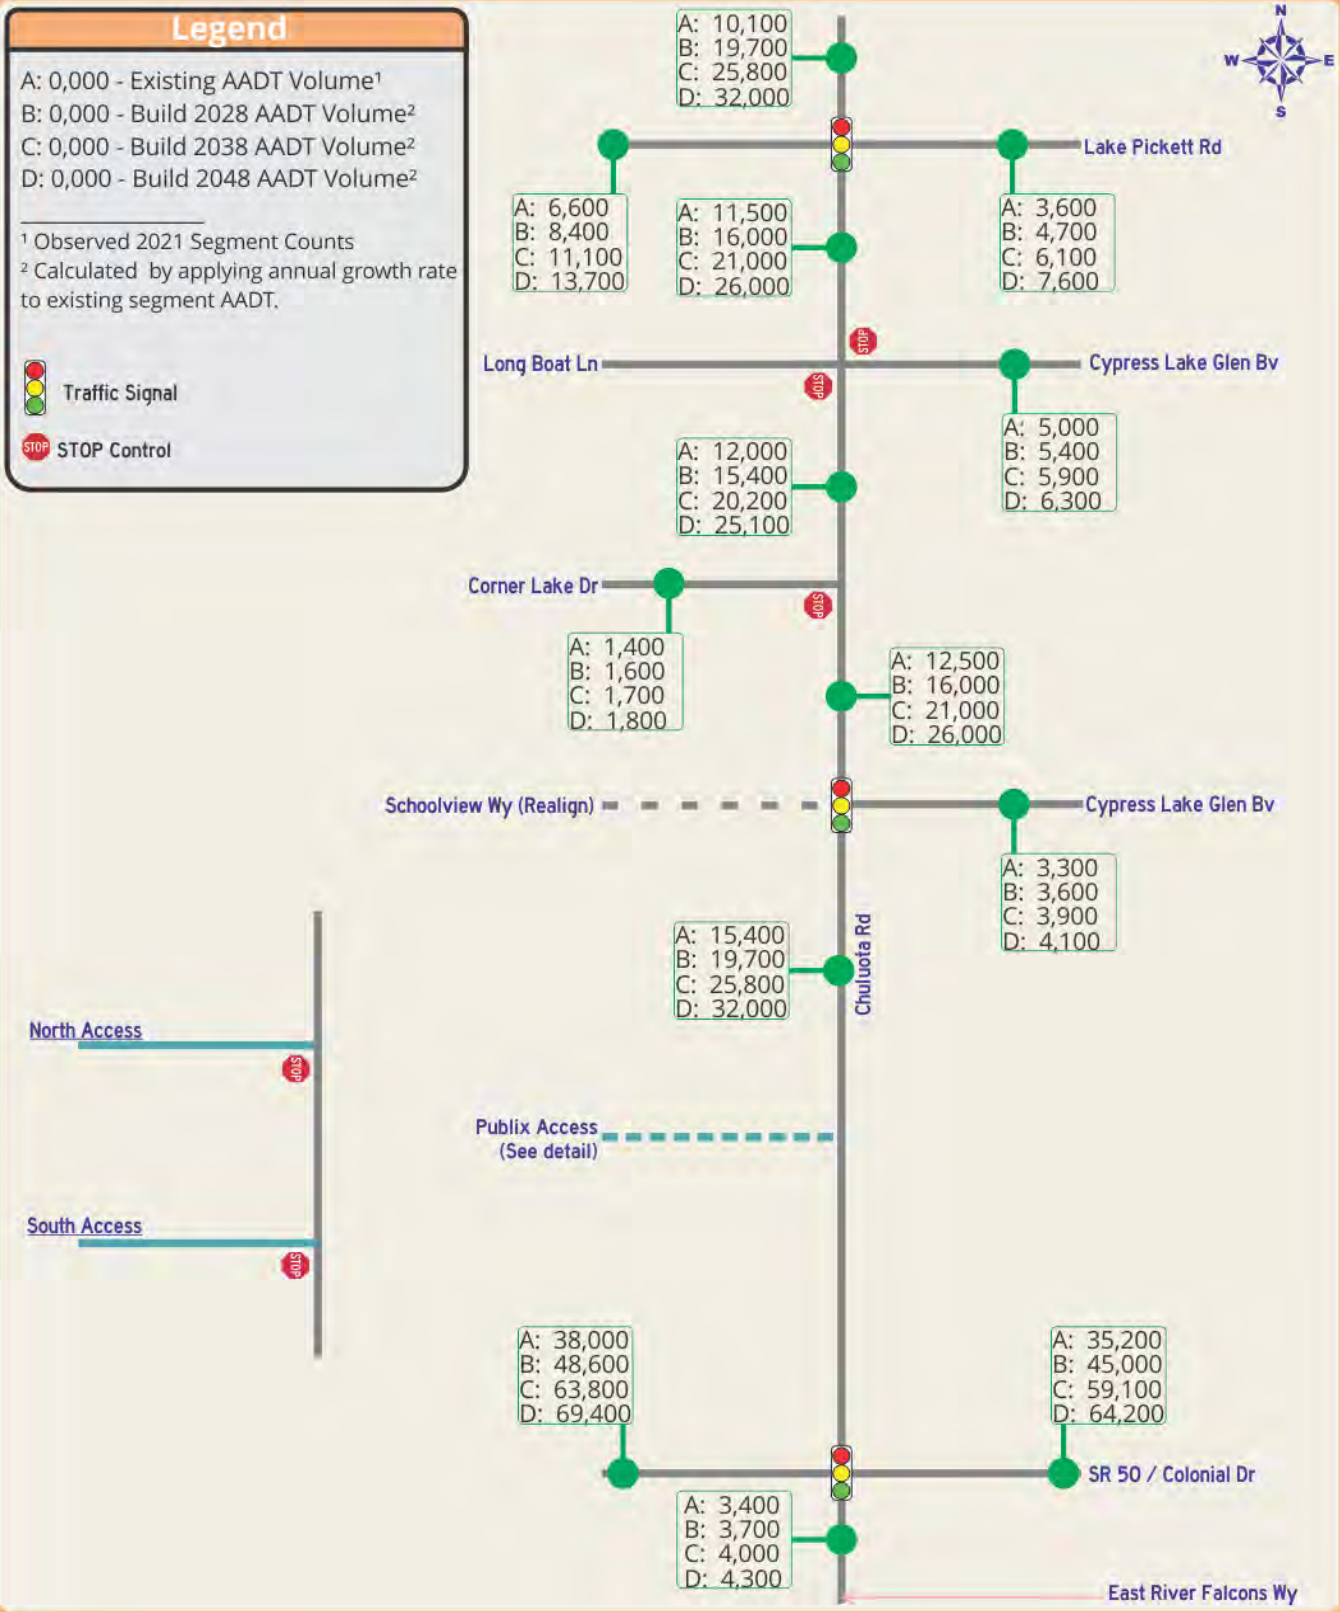 Legend
A: 0,000 - Existing AADT Volume¹
B: 0,000 - Build 2028 AADT Volume²
C: 0,000 - Build 2038 AADT Volume²
D: 0,000 - Build 2048 AADT Volume²
¹ Observed 2021 Segment Counts
² Calculated by applying annual growth rate
to existing segment AADT.
Traffic Signal
STOP
STOP Control
N
W
E
S
A: 10,100
B: 19,700
C: 25,800
D: 32,000
Lake Pickett Rd
A: 6,600
B: 8,400
C: 11,100
D: 13,700
A: 11,500
B: 16,000
C: 21,000
D: 26,000
A: 3,600
B: 4,700
C: 6,100
D: 7,600
STOP
Long Boat Ln
Cypress Lake Glen Bv
STOP
A: 5,000
B: 5,400
C: 5,900
D: 6,300
A: 12,000
B: 15,400
C: 20,200
D: 25,100
Corner Lake Dr
STOP
A: 1,400
B: 1,600
C: 1,700
D: 1,800
A: 12,500
B: 16,000
C: 21,000
D: 26,000
Schoolview Wy (Realign)
Cypress Lake Glen Bv
A: 3,300
B: 3,600
C: 3,900
D: 4,100
A: 15,400
B: 19,700
C: 25,800
D: 32,000
Chuluota Rd
North Access
STOP
Publix Access
(See detail)
South Access
STOP
A: 38,000
B: 48,600
C: 63,800
D: 69,400
A: 35,200
B: 45,000
C: 59,100
D: 64,200
SR 50 / Colonial Dr
A: 3,400
B: 3,700
C: 4,000
D: 4,300
East River Falcons Wy